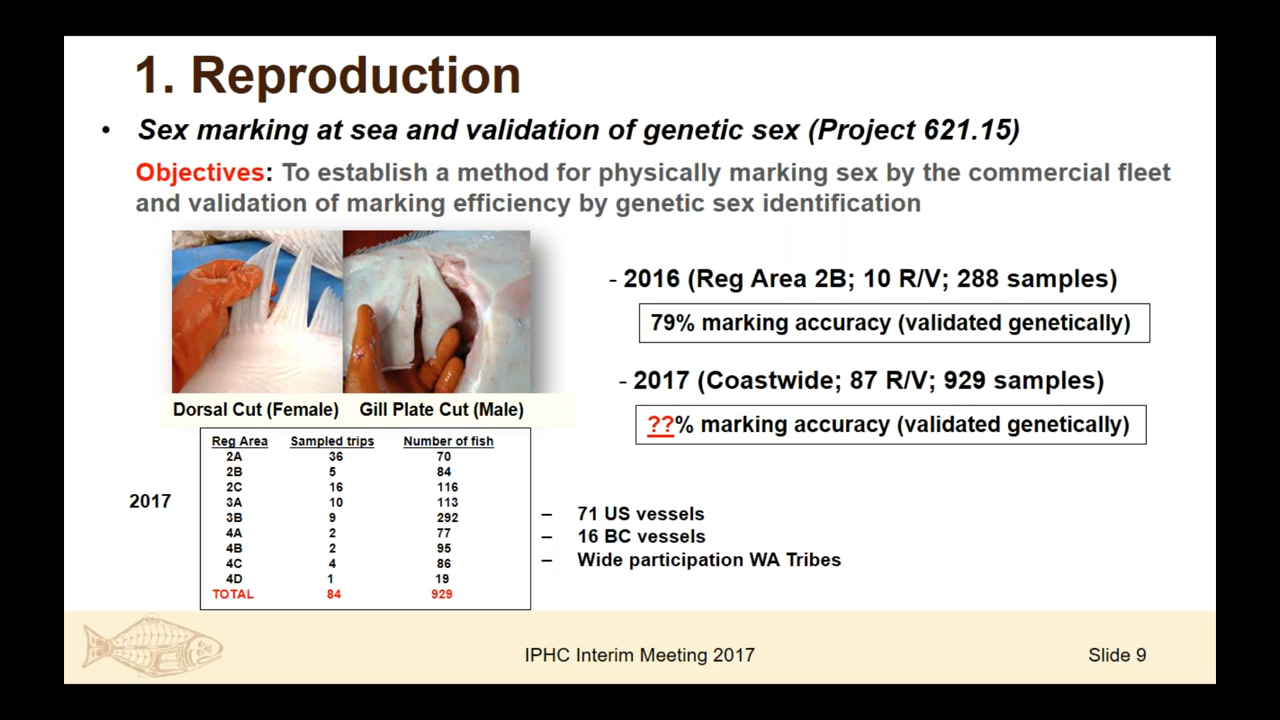 1. Reproduction
• Sex marking at sea and validation of genetic sex (Project 621.15)
Objectives: To establish a method for physically marking sex by the commercial fleet
and validation of marking efficiency by genetic sex identification
- 2016 (Reg Area 2B; 10 R/V; 288 samples)
79% marking accuracy (validated genetically)
- 2017 (Coastwide; 87 R/V; 929 samples)
??% marking accuracy (validated genetically)
Dorsal Cut (Female) Gill Plate Cut (Male)
Reg Area Sampled trips Number of fish
2A 36 70
2B 5 84
2C 16 116
3A 10 113
3B 9 292
4A 2 77
4B 2 95
4C 4 86
4D 1 19
TOTAL 84 929
2017
– 71 US vessels
– 16 BC vessels
– Wide participation WA Tribes
IPHC Interim Meeting 2017
Slide 9